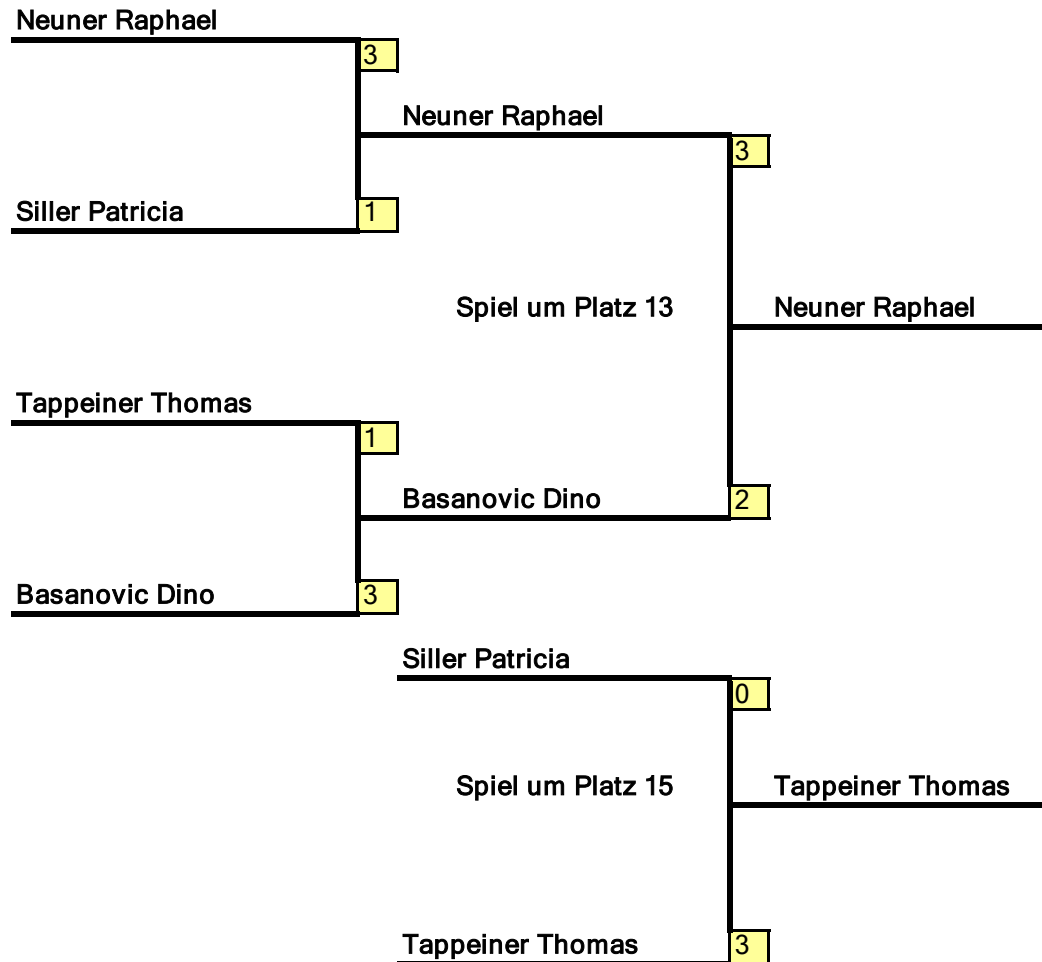 Neuner Raphael
3
Neuner Raphael
3
Siller Patricia
1
Spiel um Platz 13
Neuner Raphael
Tappeiner Thomas
1
Basanovic Dino
2
Basanovic Dino
3
Siller Patricia
0
Spiel um Platz 15
Tappeiner Thomas
Tappeiner Thomas
3